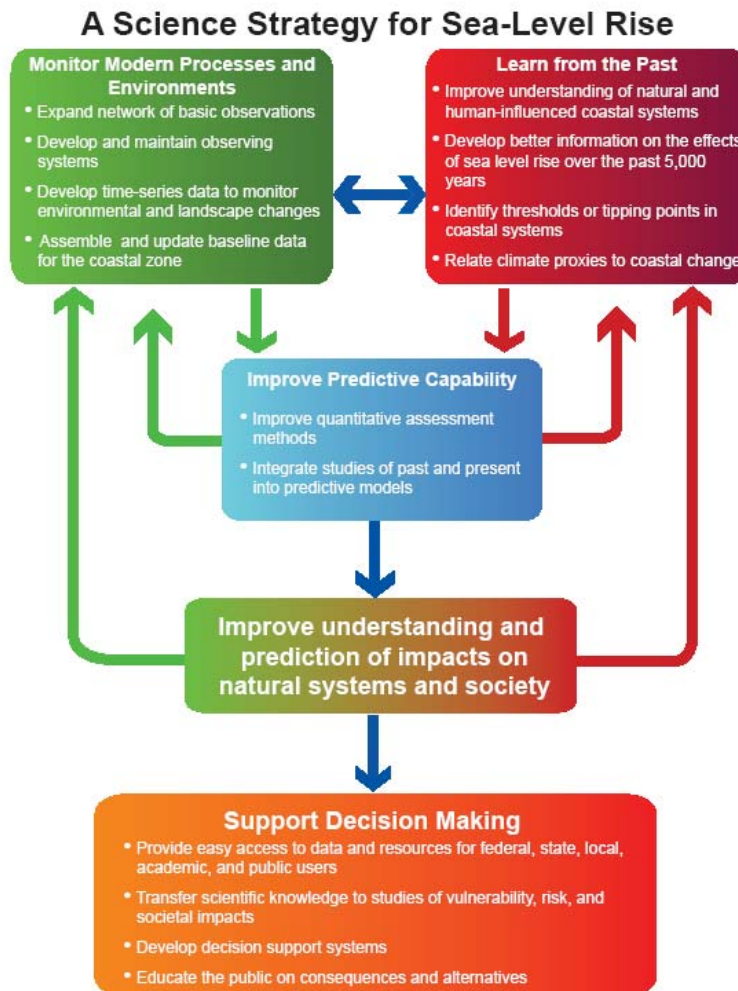 A Science Strategy for Sea-Level Rise
Monitor Modern Processes and
Environments
• Expand network of basic observations
• Develop and maintain observing
systems
• Develop time-series data to monitor
environmental and landscape changes
• Assemble and update baseline data
for the coastal zone
Learn from the Past
• Improve understanding of natural and
human-influenced coastal systems
• Develop better information on the effects
of sea level rise over the past 5,000
years
• Identify thresholds or tipping points in
coastal systems
• Relate climate proxies to coastal change
Improve Predictive Capability
• Improve quantitative assessment
methods
• Integrate studies of past and present
into predictive models
Improve understanding and
prediction of impacts on
natural systems and society
Support Decision Making
• Provide easy access to data and resources for federal, state, local,
academic, and public users
• Transfer scientific knowledge to studies of vulnerability, risk, and
societal impacts
• Develop decision support systems
• Educate the public on consequences and alternatives